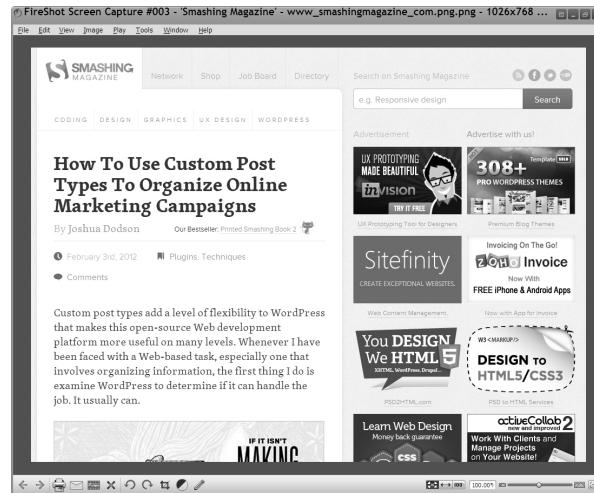 FireShot Screen Capture #003 - 'Smashing Magazine' - www_smashingmagazine_com.png.png - 1026x768 ...
File Edit View Image Play Tools Window Help
SMASHING
MAGAZINE
Network Shop Job Board Directory
CODING DESIGN GRAPHICS UX DESIGN WORDPRESS
How To Use Custom Post
Types To Organize Online
Marketing Campaigns
By Joshua Dodson
Our Bestseller: Printed Smashing Book 2
February 3rd, 2012
Plugins, Techniques
Comments
Custom post types add a level of flexibility to WordPress
that makes this open-source Web development
platform more useful on many levels. Whenever I have
been faced with a Web-based task, especially one that
involves organizing information, the first thing I do is
examine WordPress to determine if it can handle the
job. It usually can.
IF IT ISN'T
MAKING
Search on Smashing Magazine
e.g. Responsive design
Search
Advertisement
Advertise with us!
UX PROTOTYPING
MADE BEAUTIFUL
invision
TRY IT FREE
UX Prototyping Tool for Designers
Template
308+
PRO WORDPRESS THEMES
Premium Blog Themes
Sitefinity
CREATE EXCEPTIONAL WEBSITES.
Web Content Management.
Invoicing On The Go!
ZOHO Invoice
Now With
FREE iPhone & Android Apps
Now with App for Invoice
You DESIGN,
We HTML 5
XHTML, WordPress, Drupal...
PSD2HTML.com
W3 <MARKUP/>
DESIGN TO
HTML5/CSS3
PSD to HTML Services
Learn Web Design
Money back guarantee
CSS
activeCollab 2
new and improved
Work With Clients and
Manage Projects
on Your Website!
100.00%